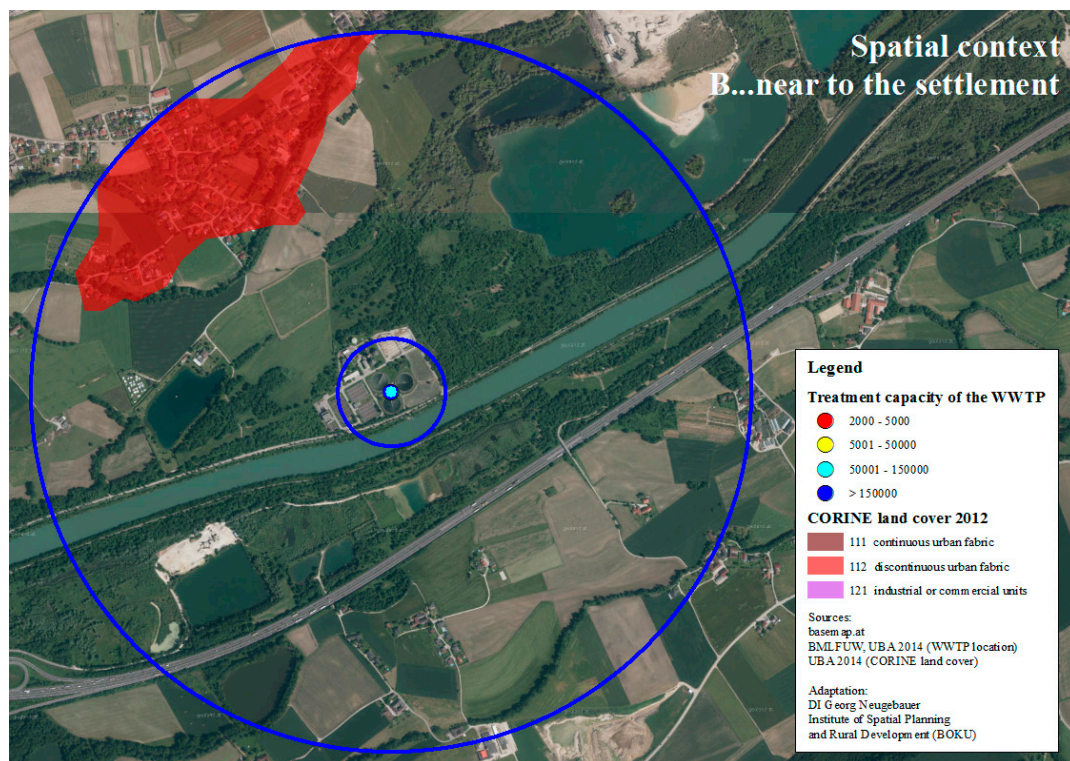 Spatial context
B...near to the settlement
Legend
Treatment capacity of the WWTP
2000 - 5000
5001 - 50000
50001 - 150000
> 150000
CORINE land cover 2012
111 continuous urban fabric
112 discontinuous urban fabric
121 industrial or commercial units
Sources:
basemap.at
BMLFUW, UBA 2014 (WWTP location)
UBA 2014 (CORINE land cover)
Adaptation:
DI Georg Neugebauer
Institute of Spatial Planning
and Rural Development (BOKU)